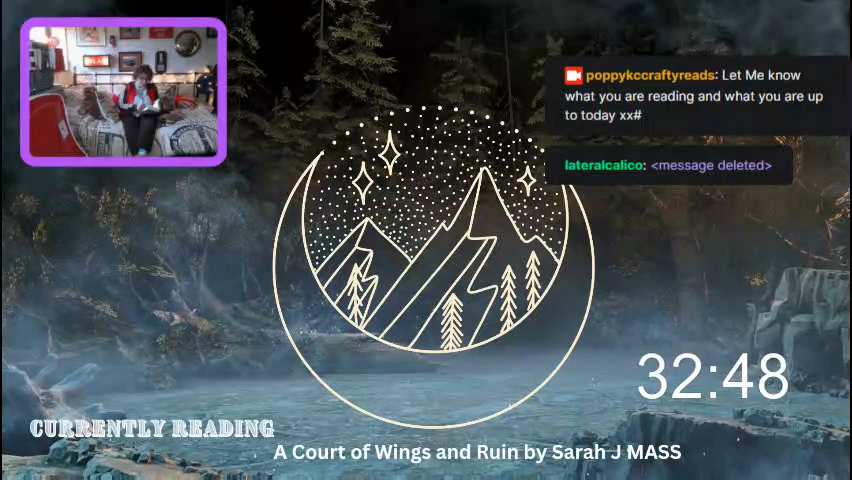 poppykccraftyreads: Let Me know
what you are reading and what you are up
to today xx#
lateralcalico: <message deleted>
32:48
CURRENTLY READING
A Court of Wings and Ruin by Sarah J MASS